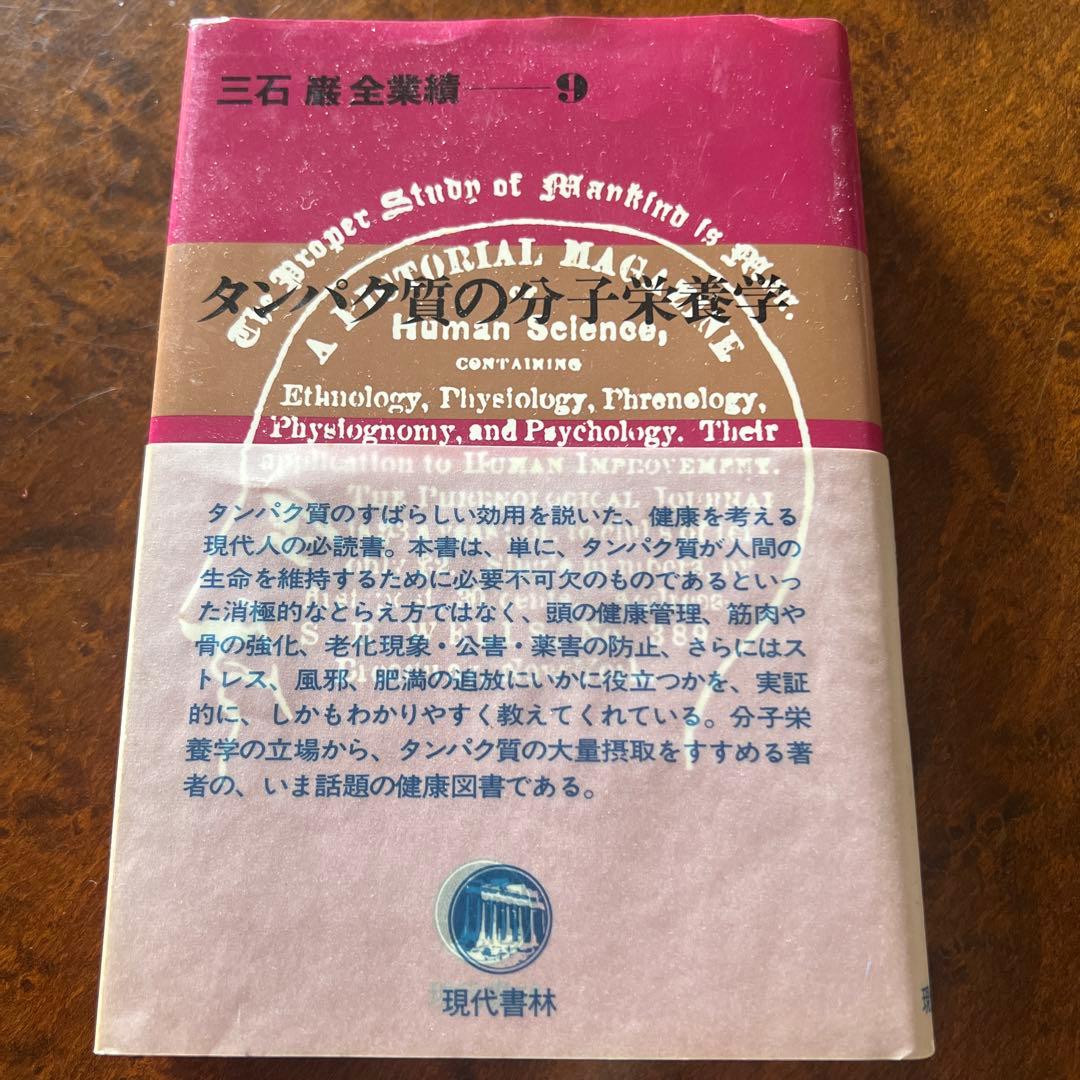 三石 巌 全業績──9
The Proper Study of Mankind is
A PICTORIAL MAGAZINE
タンパク質の分子栄養学
Human Science,
CONTAINING
Ethnology, Physiology, Phrenology,
Physiognomy, and Psychology. Their
application to HUMAN IMPROVEMENT.
THE PHRENOLOGICAL JOURNAL
タンパク質のすばらしい効用を説いた、健康を考える
現代人の必読書。本書は、単に、タンパク質が人間の
生命を維持するために必要不可欠のものであるといっ
た消極的なとらえ方ではなく、頭の健康管理、筋肉や
骨の強化、老化現象・公害・薬害の防止、さらにはス
トレス、風邪、肥満の追放にいかに役立つかを、実証
的に、しかもわかりやすく教えてくれている。分子栄
養学の立場から、タンパク質の大量摂取をすすめる著
者の、いま話題の健康図書である。
現代書林